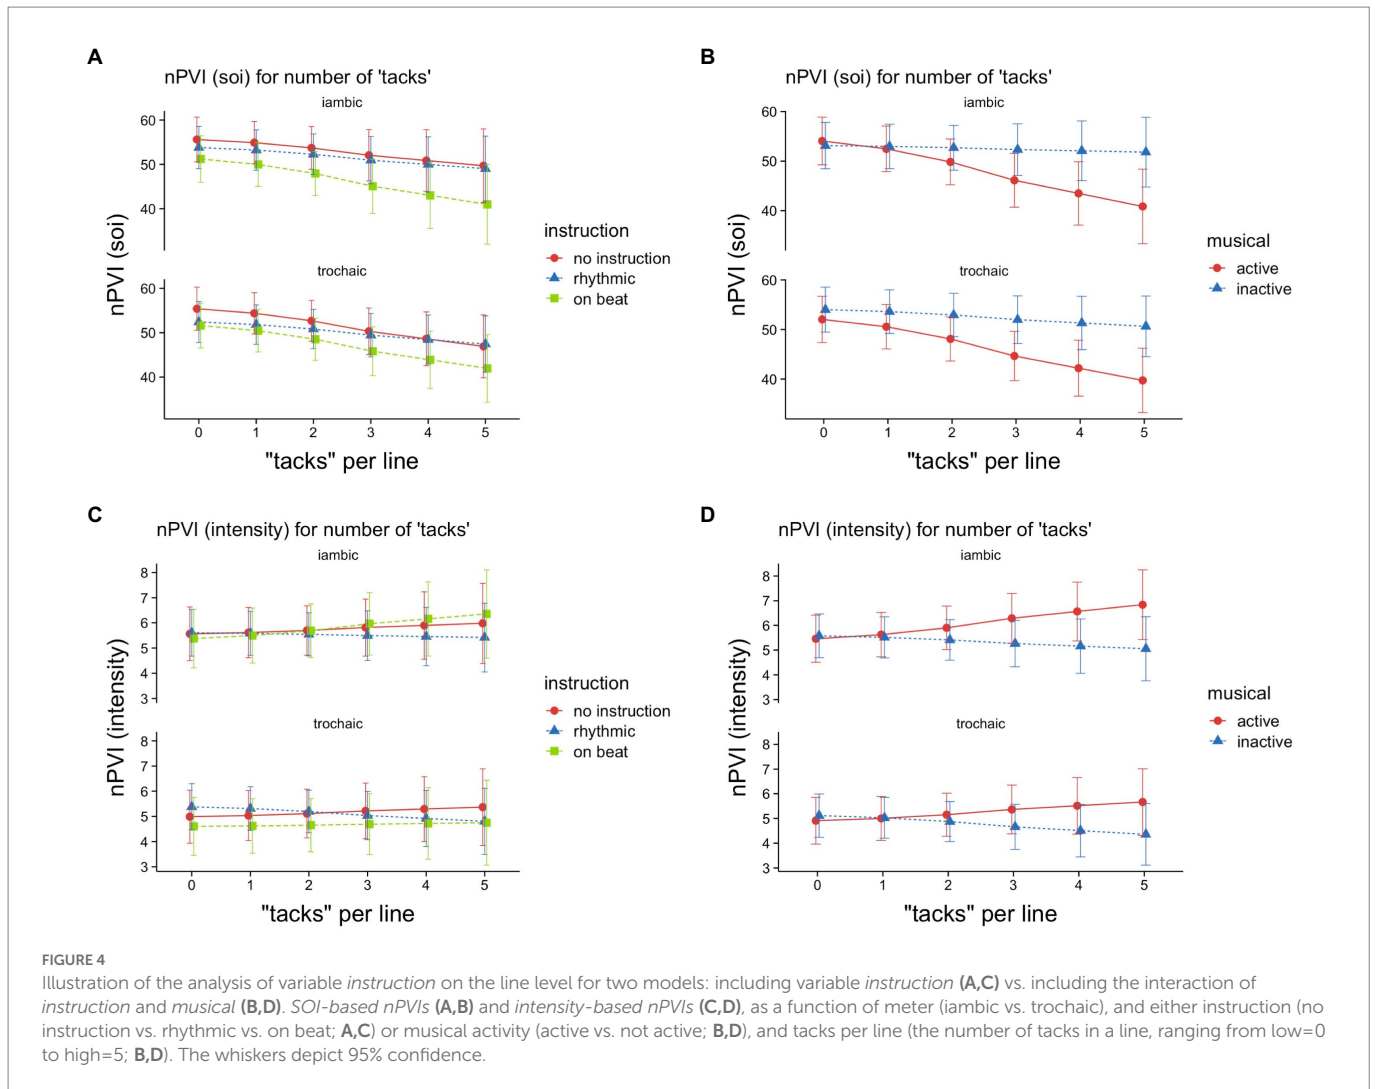 A
nPVI (soi) for number of 'tacks'
iambic
60
50
40
trochaic
60
50
40
nPVI (soi)
0 1 2 3 4 5
"tacks" per line
instruction
no instruction
rhythmic
on beat
B
nPVI (soi) for number of 'tacks'
iambic
60
50
40
trochaic
60
50
40
nPVI (soi)
0 1 2 3 4 5
"tacks" per line
musical
active
inactive
C
nPVI (intensity) for number of 'tacks'
iambic
8
7
6
5
4
3
trochaic
8
7
6
5
4
3
nPVI (intensity)
0 1 2 3 4 5
"tacks" per line
instruction
no instruction
rhythmic
on beat
D
nPVI (intensity) for number of 'tacks'
iambic
8
7
6
5
4
3
trochaic
8
7
6
5
4
3
nPVI (intensity)
0 1 2 3 4 5
"tacks" per line
musical
active
inactive
FIGURE 4
Illustration of the analysis of variable instruction on the line level for two models: including variable instruction (A,C) vs. including the interaction of
instruction and musical (B,D). SOI-based nPVIs (A,B) and intensity-based nPVIs (C,D), as a function of meter (iambic vs. trochaic), and either instruction (no
instruction vs. rhythmic vs. on beat; A,C) or musical activity (active vs. not active; B,D), and tacks per line (the number of tacks in a line, ranging from low=0
to high=5; B,D). The whiskers depict 95% confidence.